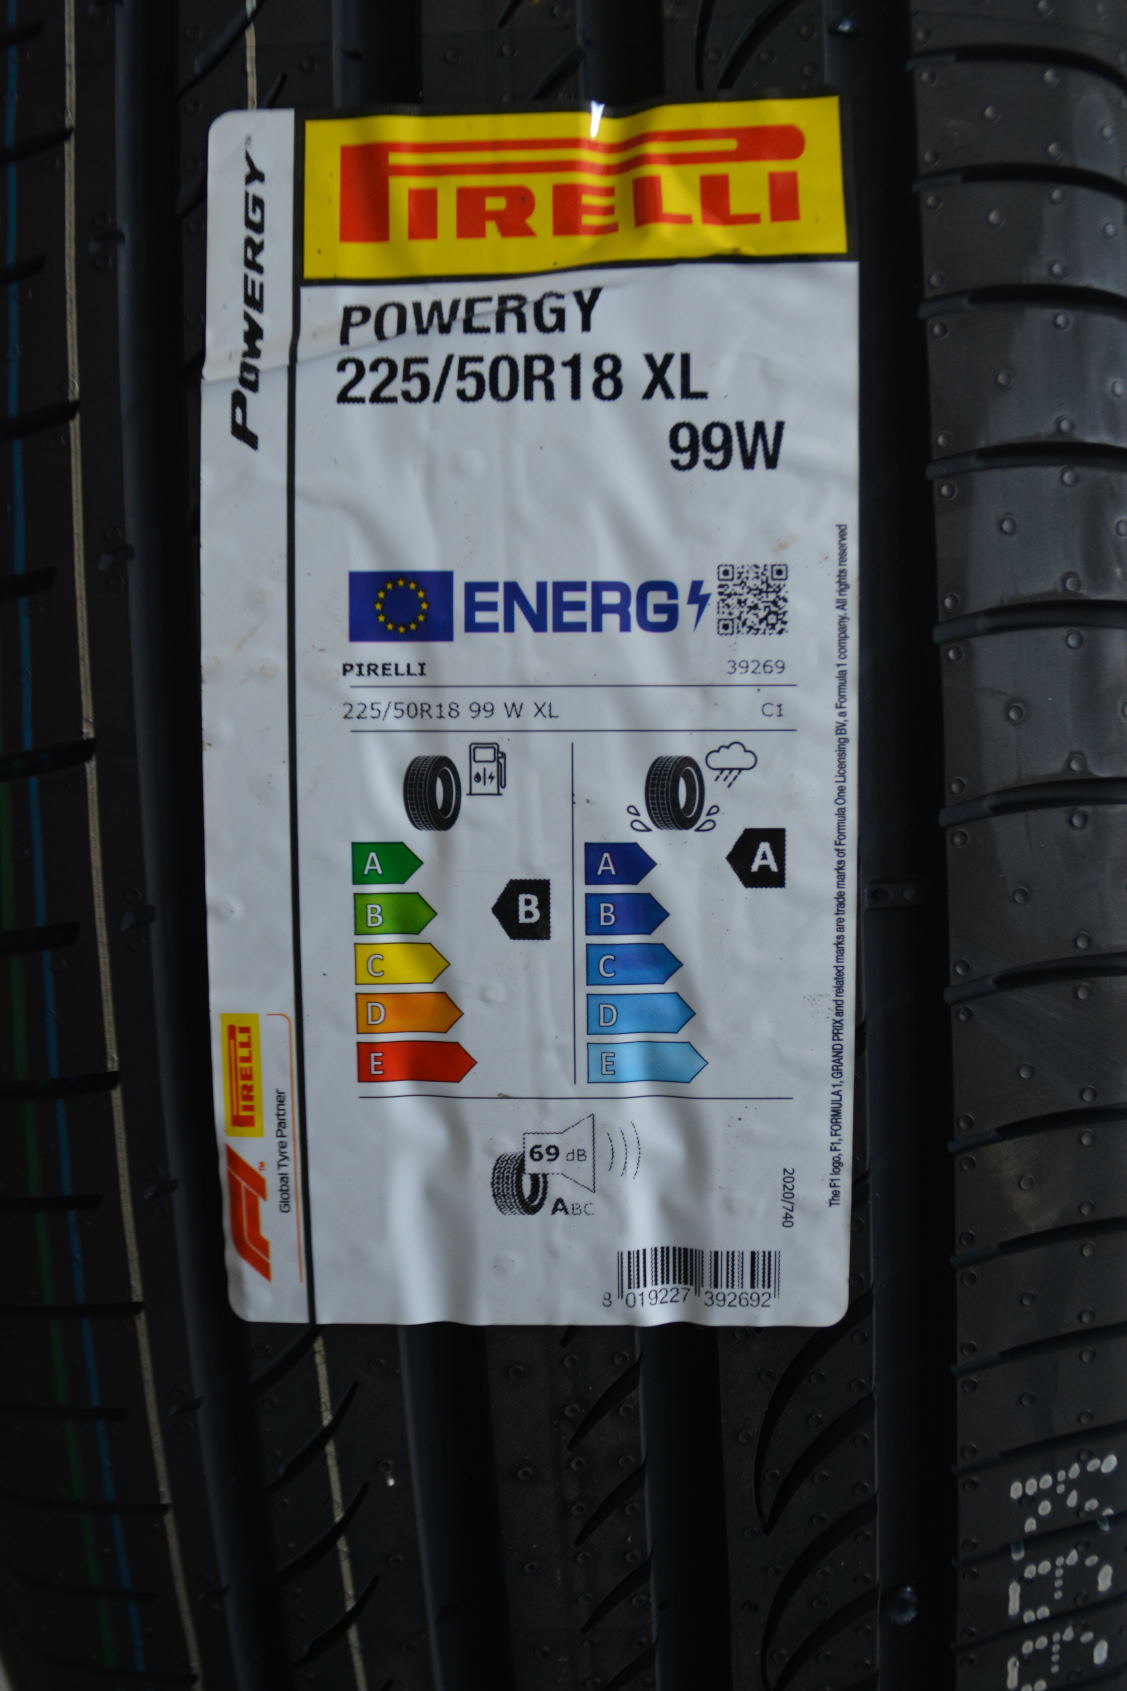 POWERGY™
PIRELLI
POWERGY
225/50R18 XL
99W
ENERG
PIRELLI 39269
225/50R18 99 W XL C1
A
B
C
D
E
B
A
B
C
D
E
A
69 dB
ABC
2020/740
8 019227 392692
The F1 logo, F1, FORMULA 1, GRAND PRIX and related marks are trade marks of Formula One Licensing BV, a Formula 1 company. All rights reserved
PIRELLI
F1™
Global Tyre Partner